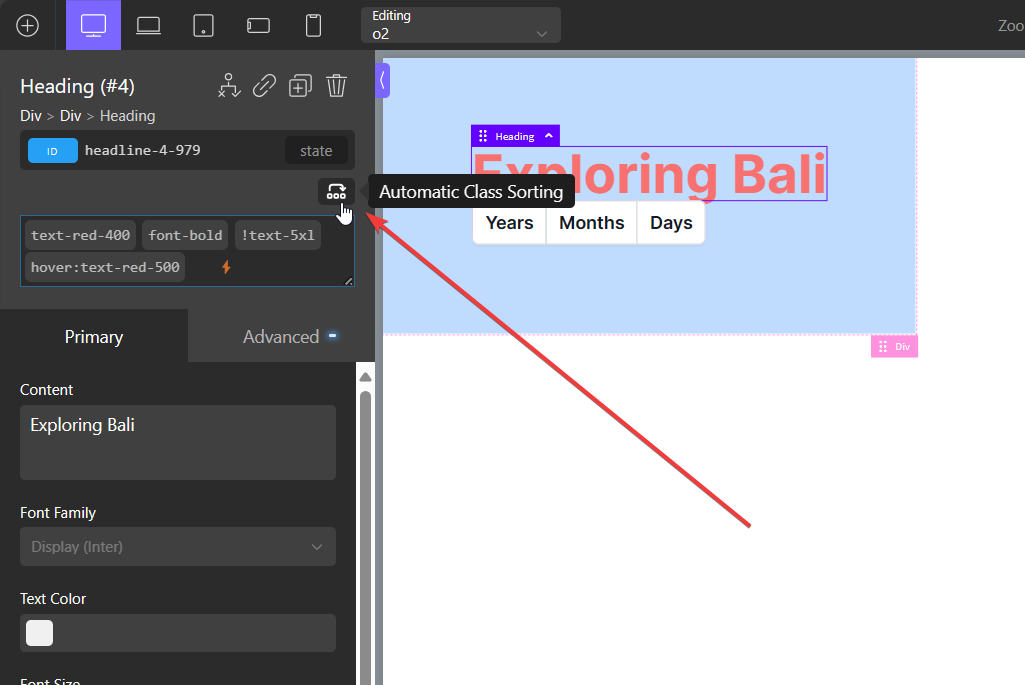 Editing
o2
Zoo
Heading (#4)
Div > Div > Heading
ID headline-4-979 state
Automatic Class Sorting
text-red-400 font-bold !text-5xl
hover:text-red-500
Primary Advanced
Content
Exploring Bali
Font Family
Display (Inter)
Text Color
Font Size
Heading
Exploring Bali
Years Months Days
Div